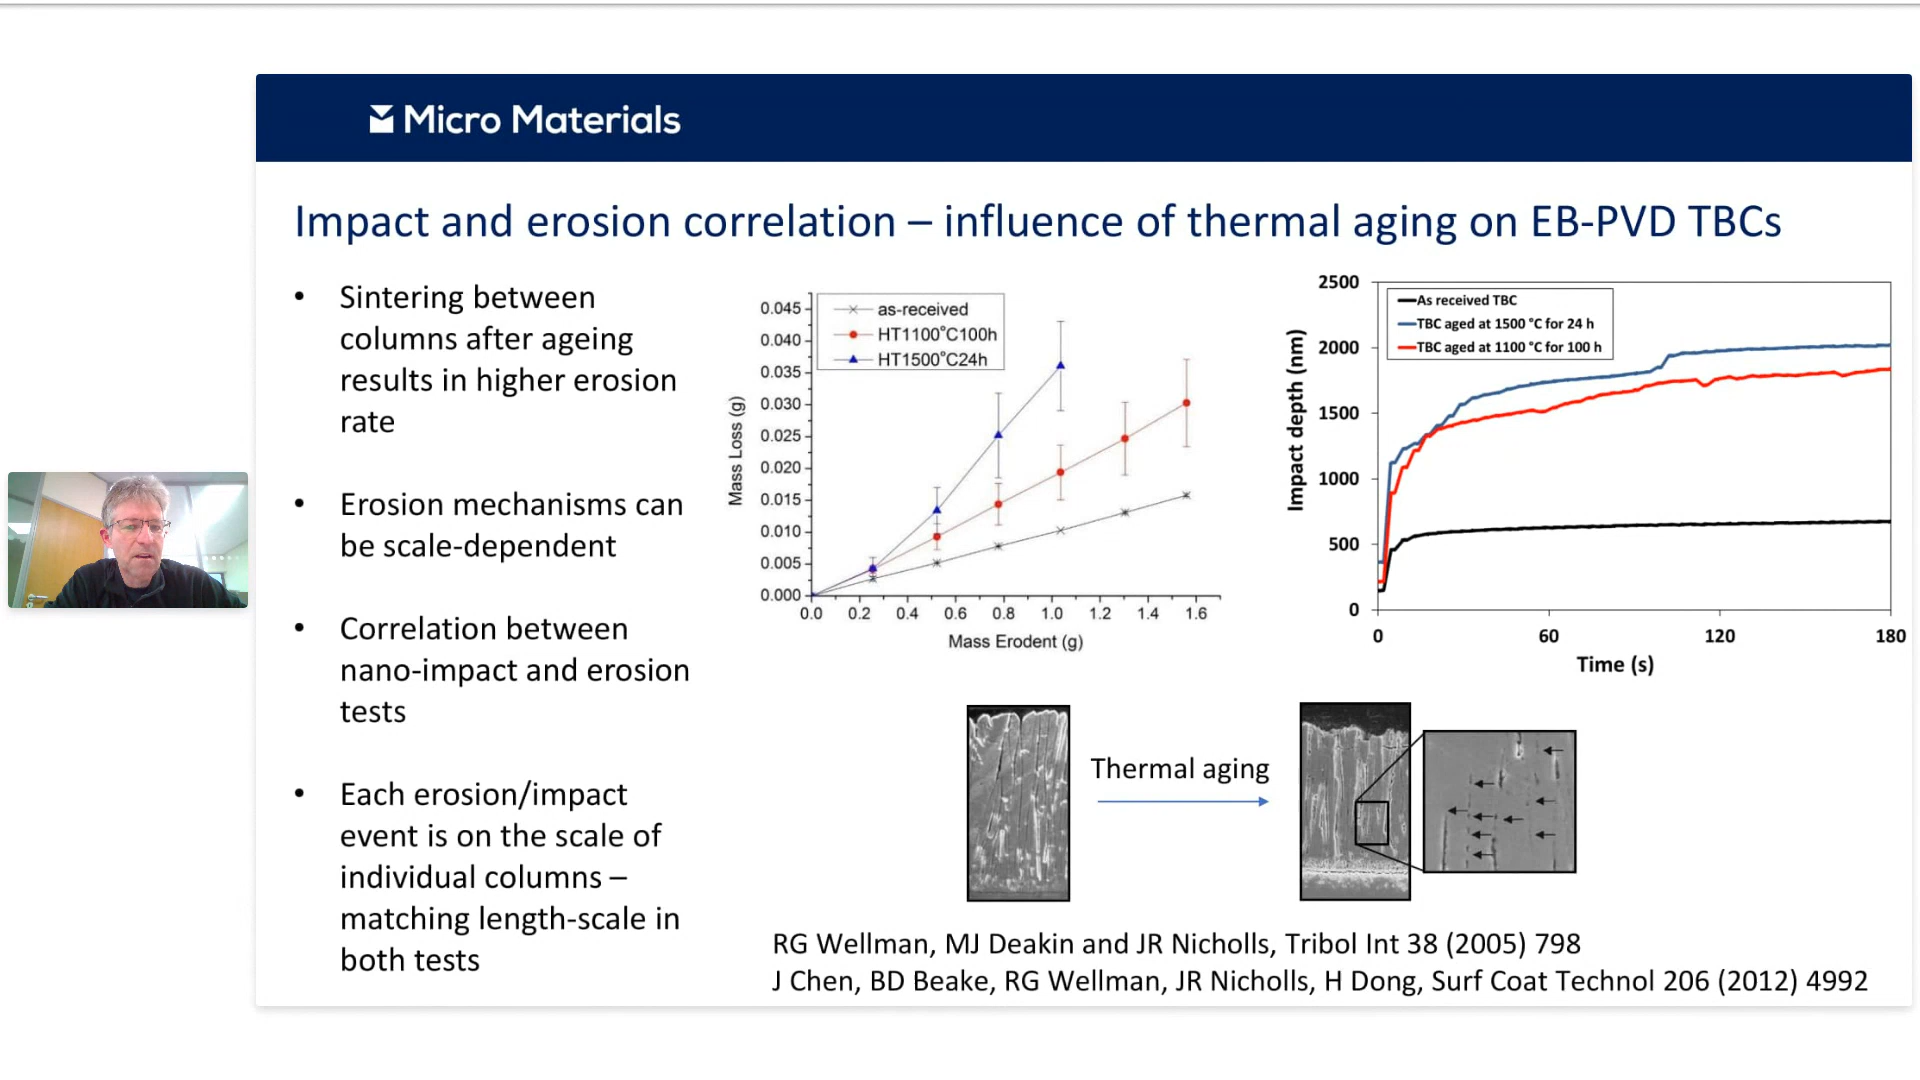 Micro Materials
Impact and erosion correlation – influence of thermal aging on EB-PVD TBCs
• Sintering between
columns after ageing
results in higher erosion
rate
• Erosion mechanisms can
be scale-dependent
• Correlation between
nano-impact and erosion
tests
• Each erosion/impact
event is on the scale of
individual columns –
matching length-scale in
both tests
as-received
HT1100°C100h
HT1500°C24h
Mass Loss (g)
0.045
0.040
0.035
0.030
0.025
0.020
0.015
0.010
0.005
0.000
0.0 0.2 0.4 0.6 0.8 1.0 1.2 1.4 1.6
Mass Erodent (g)
As received TBC
TBC aged at 1500 °C for 24 h
TBC aged at 1100 °C for 100 h
Impact depth (nm)
2500
2000
1500
1000
500
0
0 60 120 180
Time (s)
Thermal aging
RG Wellman, MJ Deakin and JR Nicholls, Tribol Int 38 (2005) 798
J Chen, BD Beake, RG Wellman, JR Nicholls, H Dong, Surf Coat Technol 206 (2012) 4992